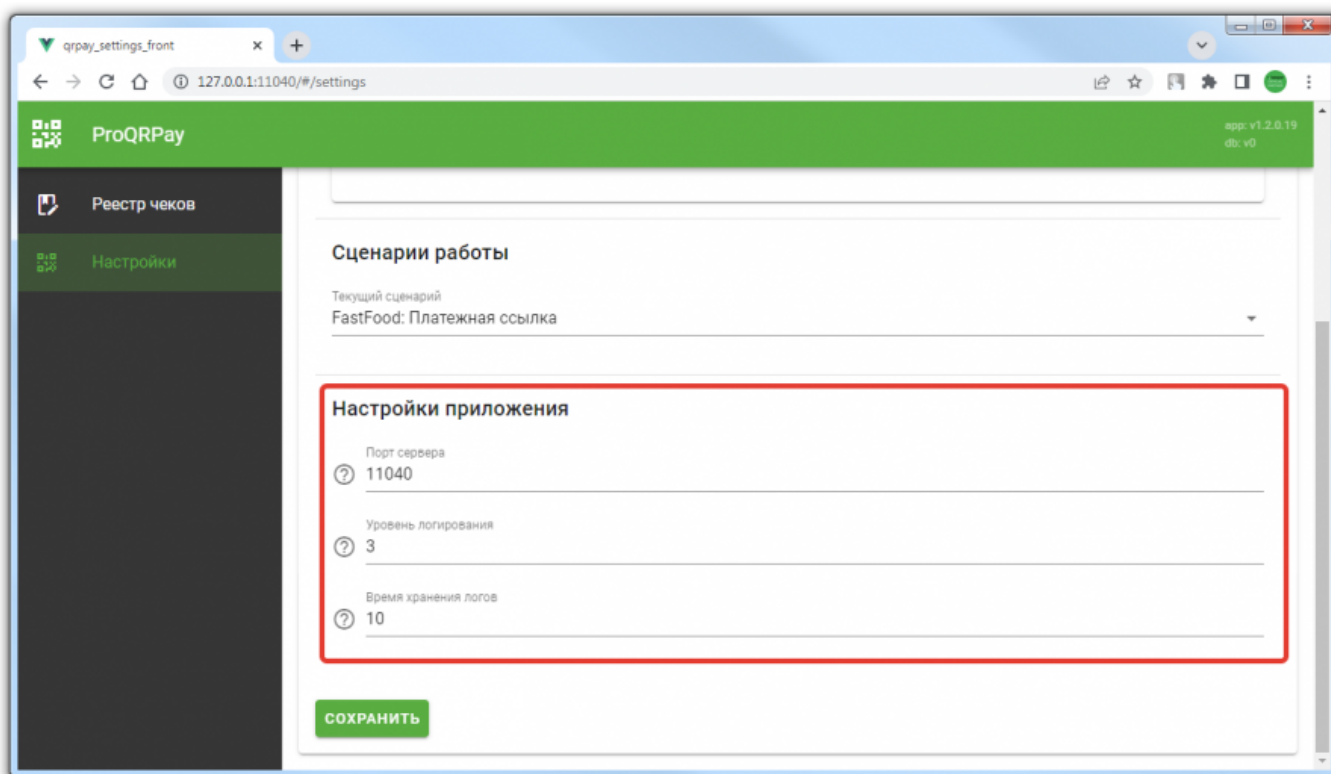 qrpay_settings_front
127.0.0.1:11040/#/settings
ProQRPay
app: v1.2.0.19
db: v0
Реестр чеков
Настройки
Сценарии работы
Текущий сценарий
FastFood: Платежная ссылка
Настройки приложения
Порт сервера
11040
Уровень логирования
3
Время хранения логов
10
СОХРАНИТЬ